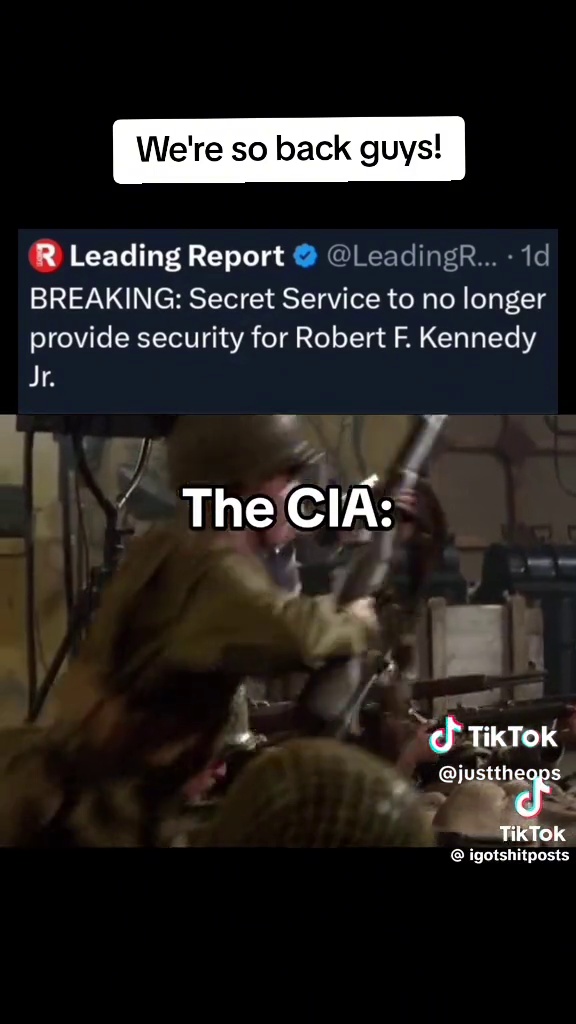 We're so back guys!
R Leading Report @LeadingR... · 1d
BREAKING: Secret Service to no longer
provide security for Robert F. Kennedy
Jr.
The CIA:
TikTok
@justtheops
TikTok
@ igotshitposts